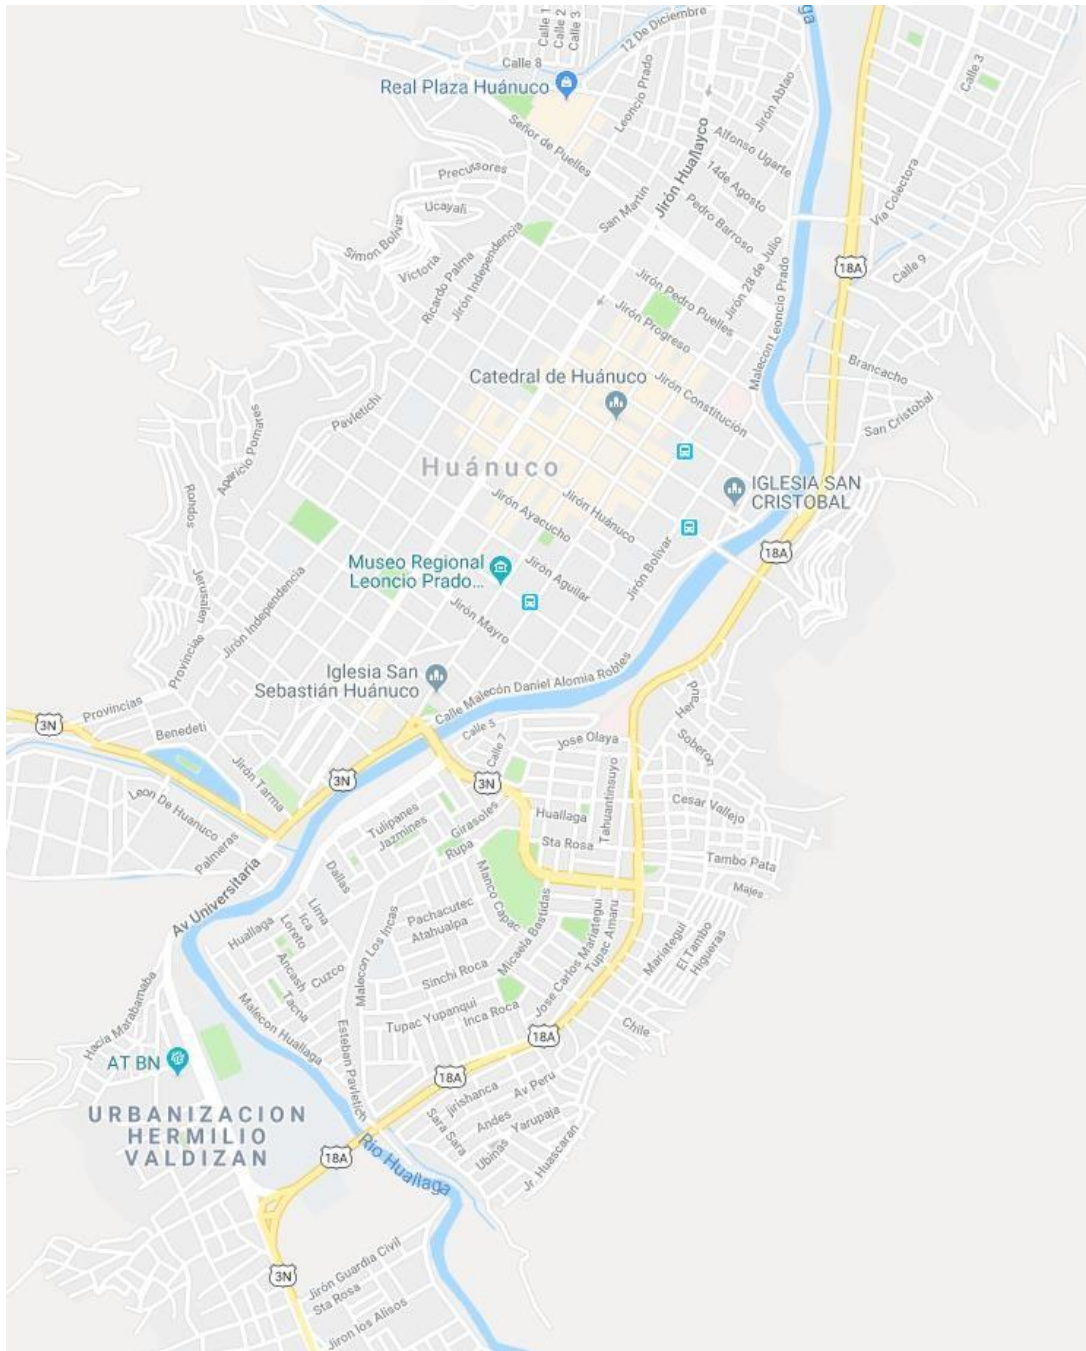 Calle 1
Calle 2
Calle 3
12 De Diciembre
Calle 8
Real Plaza Huánuco
Leoncio Prado
Jirón Abtao
Calle 3
Señor de Puelles
Jirón Huallayco
Alfonso Ugarte
14de Agosto
Precursores
Ucayali
San Martin
Pedro Barroso
Via Colectora
Simon Bolivar
Victoria
Ricardo Palma
Jirón Independencia
Jirón 28 de Julio
18A
Calle 9
Jirón Pedro Puelles
Jirón Progreso
Malecon Leoncio Prado
Brancacho
Catedral de Huánuco
Jirón Constitución
San Cristobal
Pavletichi
Aparicio Pomares
Huánuco
IGLESIA SAN
CRISTOBAL
Rondos
Jirón Ayacucho
Jirón Huánuco
18A
Museo Regional
Leoncio Prado...
Jirón Aguilar
Jirón Bolivar
Jerusalen
Jirón Independencia
Jirón Mayro
Provincias
Iglesia San
Sebastián Huánuco
Calle Malecón Daniel Alomia Robles
Heraud
Provincias
3N
Benedeti
Calle 5
Calle 7
Jose Olaya
Soberon
Jirón Tarma
3N
3N
Leon De Huanuco
Tahuantinsuyo
Cesar Vallejo
Tulipanes
Jazmines
Girasoles
Huallaga
Palmeras
Rupa
Sta Rosa
Tambo Pata
Dallas
Manco Capac
Majes
Av Universitaria
Lima
Ica
Loreto
Huallaga
Pachacutec
Atahualpa
Micaela Bastidas
Jose Carlos Mariategui
Tupac Amaru
Mariategui
El Tambo
Higueras
Malecon Los Incas
Ancash
Cuzco
Tacna
Sinchi Roca
Hacia Marabamaba
Malecon Huallaga
Tupac Yupanqui
Inca Roca
Chile
18A
AT BN
Esteban Pavletich
18A
jirishanca
Av Peru
URBANIZACION
HERMILIO
VALDIZAN
Sara Sara
Andes
Yarupaja
Ubinas
Jr. Huascaran
18A
Río Huallaga
3N
Jirón Guardia Civil
Sta Rosa
Jiron los Alisos